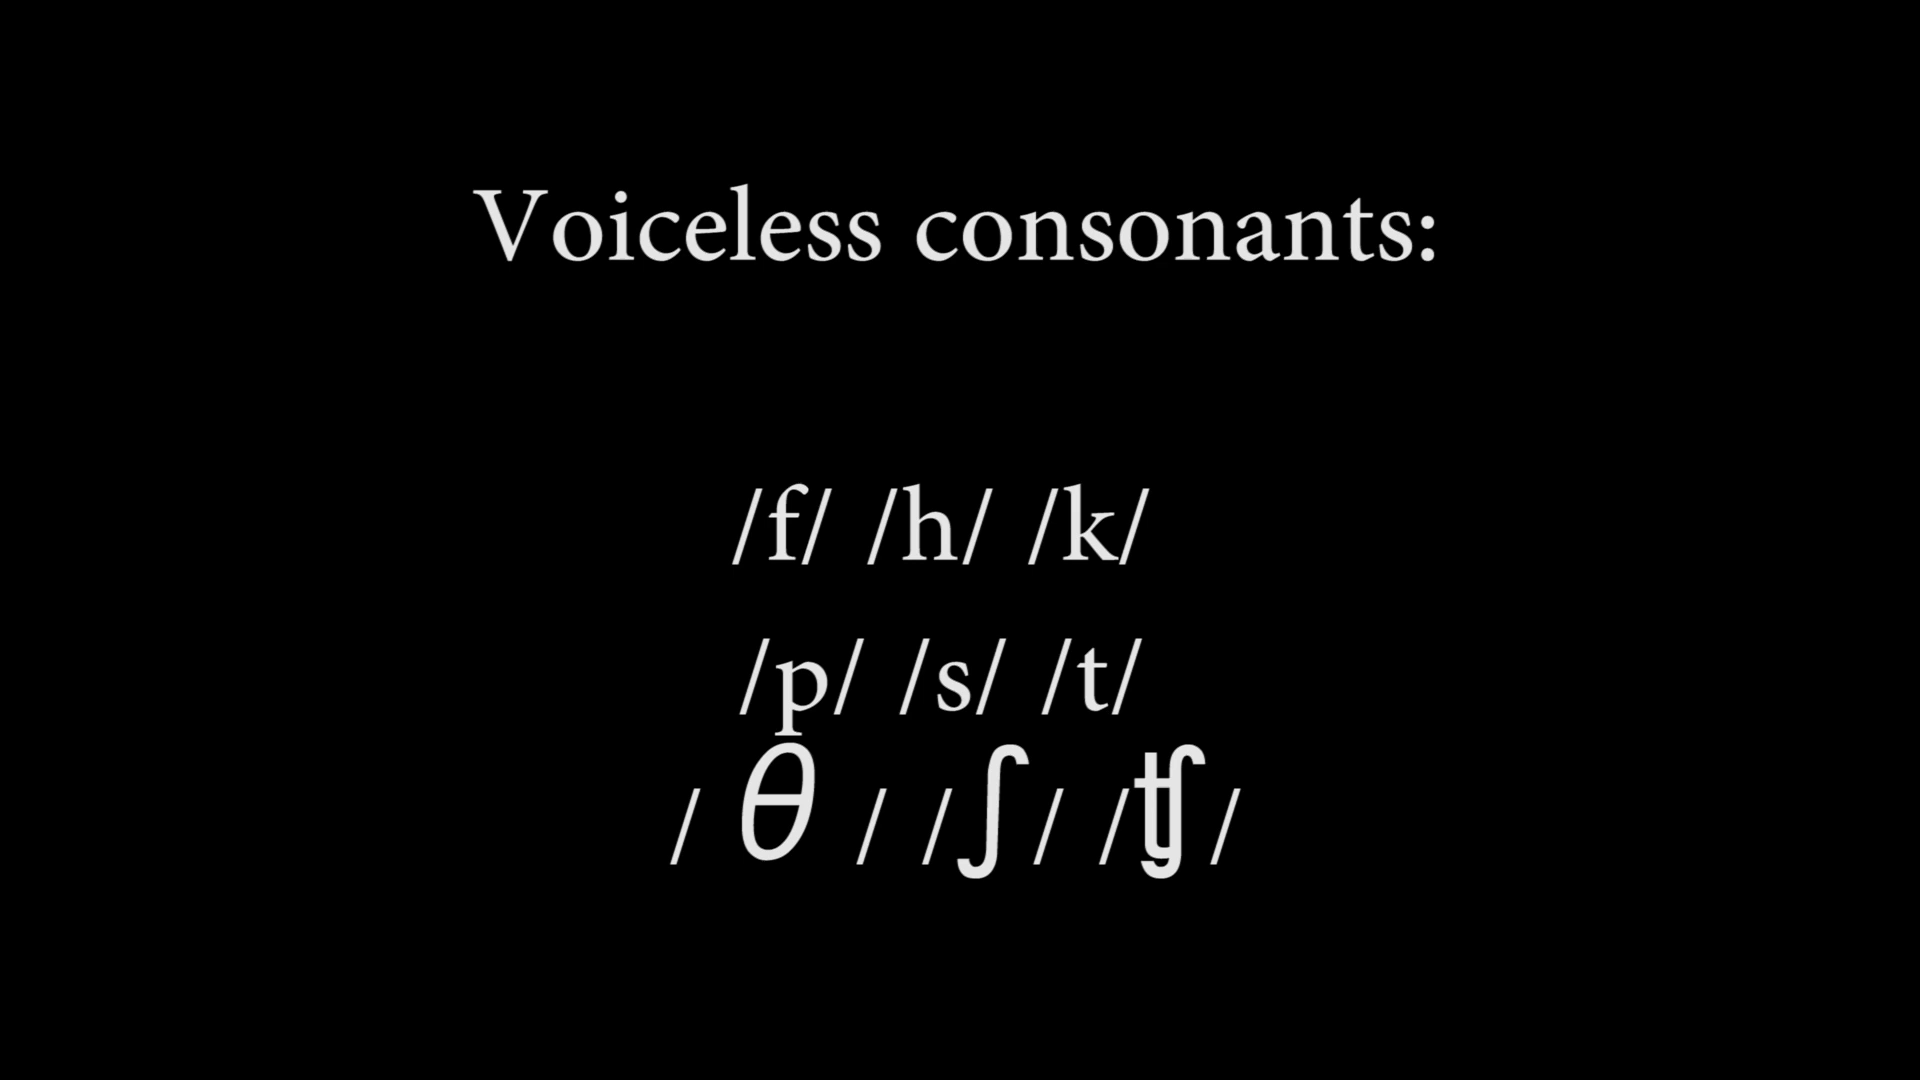 Voiceless consonants:
/f/ /h/ /k/
/p/ /s/ /t/
/ θ / /ʃ/ /ʧ/